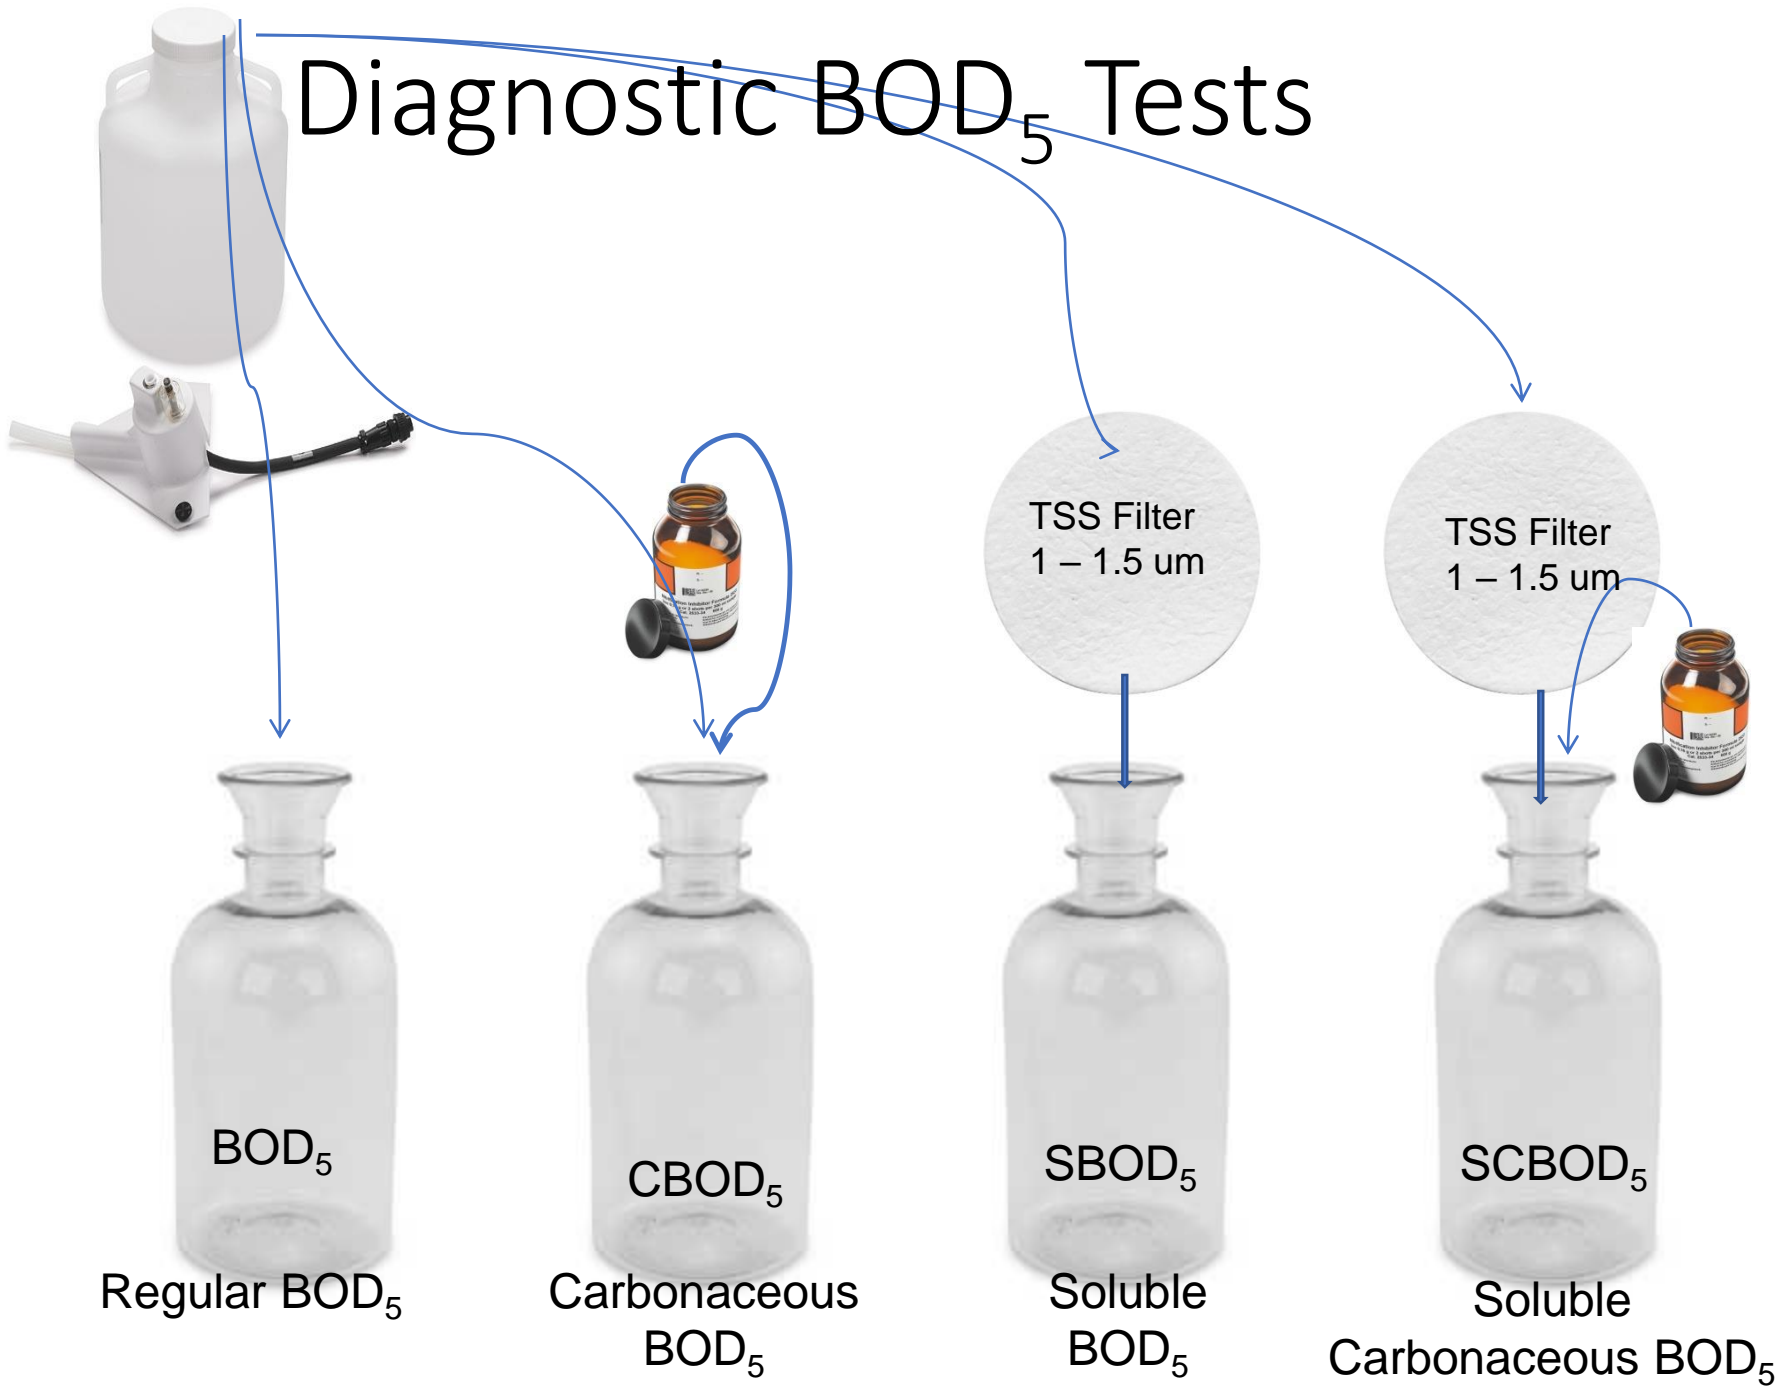 Diagnostic BOD5 Tests
TSS Filter
1 – 1.5 um
TSS Filter
1 – 1.5 um
BOD5
CBOD5
SBOD5
SCBOD5
Regular BOD5
Carbonaceous
BOD5
Soluble
BOD5
Soluble
Carbonaceous BOD5